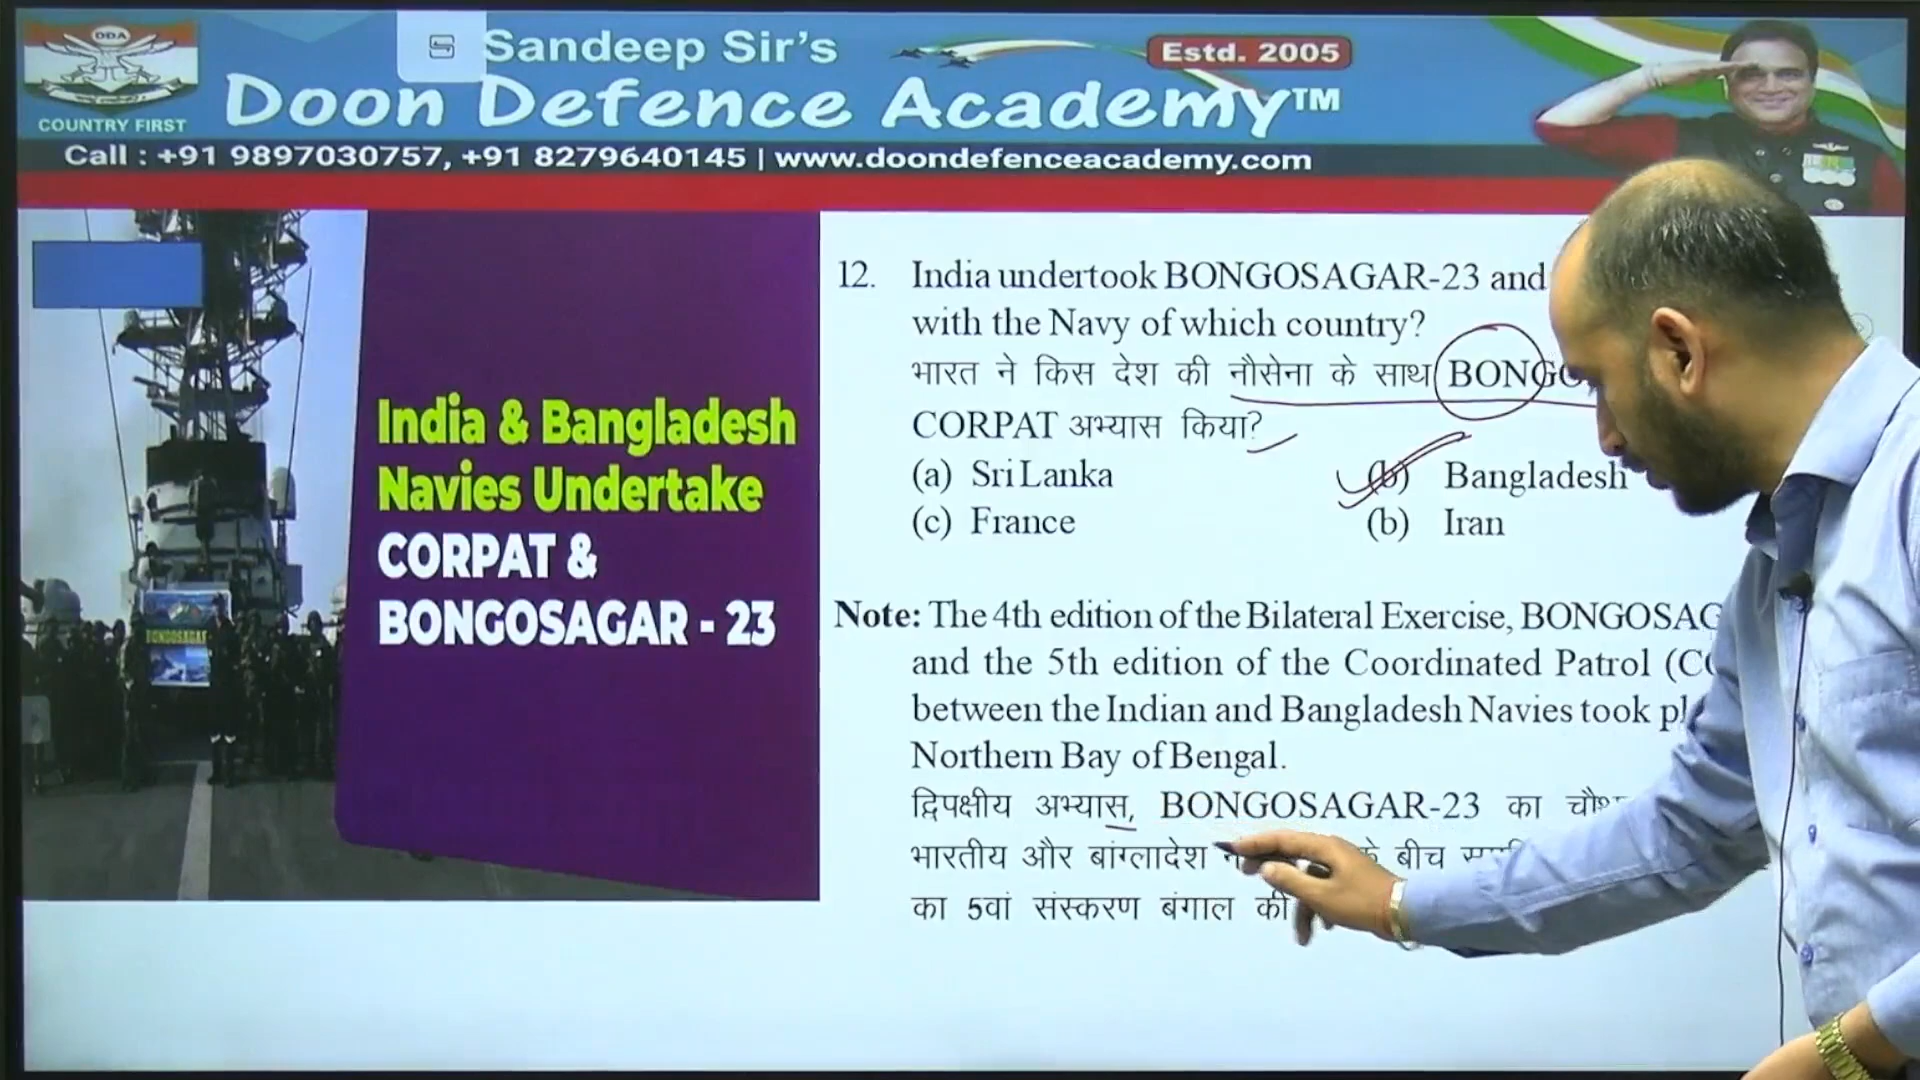 DDA
COUNTRY FIRST
Sandeep Sir's
Estd. 2005
Doon Defence Academy™
Call : +91 9897030757, +91 8279640145 | www.doondefenceacademy.com
India & Bangladesh
Navies Undertake
CORPAT &
BONGOSAGAR - 23
BONGOSAGAR
12. India undertook BONGOSAGAR-23 and
with the Navy of which country?
भारत ने किस देश की नौसेना के साथ BONGO
CORPAT अभ्यास किया?
(a) Sri Lanka
(b) Bangladesh
(c) France
(b) Iran
Note: The 4th edition of the Bilateral Exercise, BONGOSAG
and the 5th edition of the Coordinated Patrol (C
between the Indian and Bangladesh Navies took pl
Northern Bay of Bengal.
द्विपक्षीय अभ्यास, BONGOSAGAR-23 का
भारतीय और बांग्लादेश के बीच
का 5वां संस्करण बंगाल की